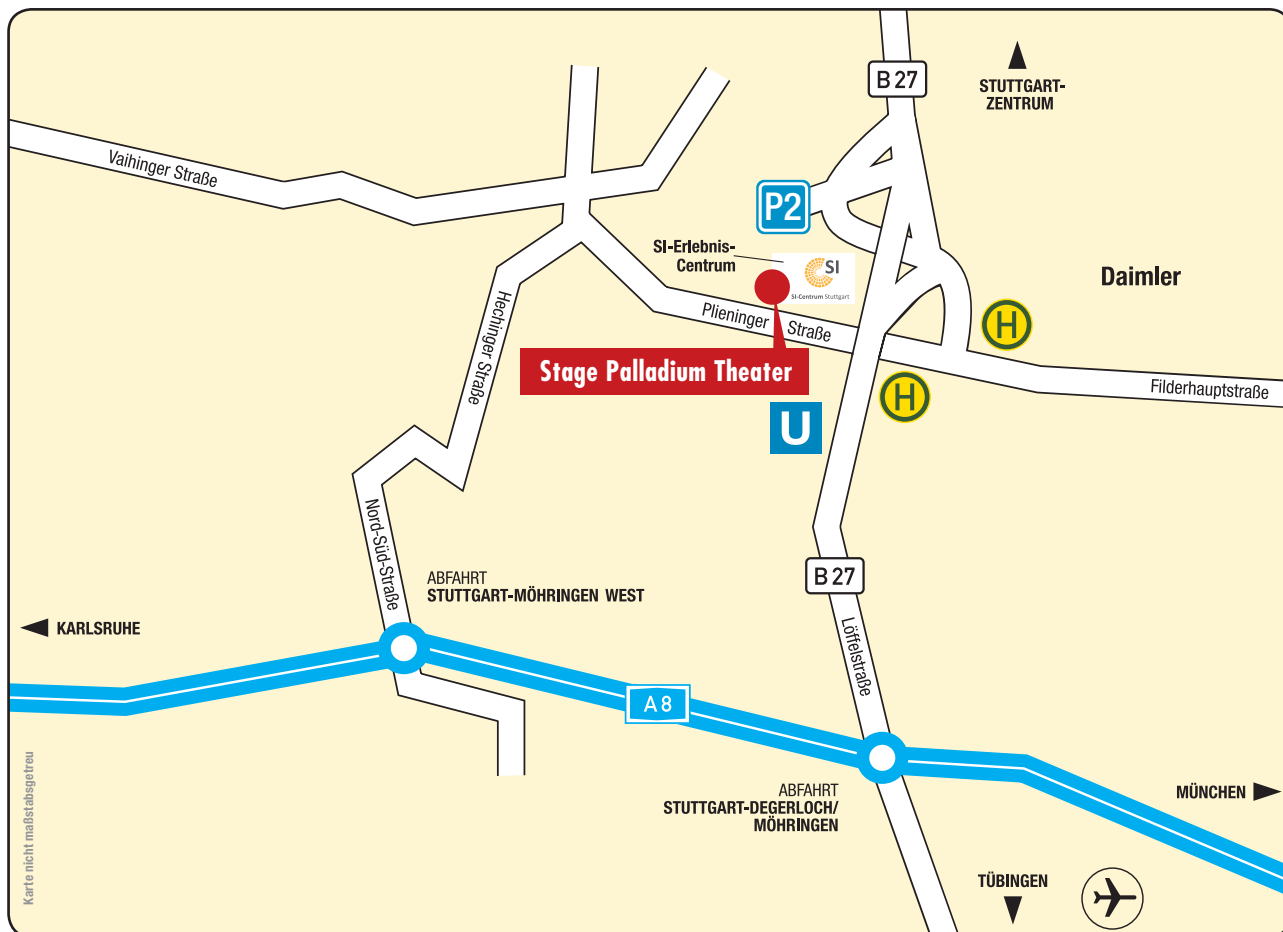 B 27
STUTTGART-
ZENTRUM
Vaihinger Straße
P2
SI-Erlebnis-
Centrum
SI
SI-Centrum Stuttgart
Daimler
Plieninger Straße
H
Hechinger Straße
Stage Palladium Theater
Filderhauptstraße
H
U
Nord-Süd-Straße
ABFAHRT
STUTTGART-MÖHRINGEN WEST
B 27
KARLSRUHE
Löffelstraße
A 8
ABFAHRT
STUTTGART-DEGERLOCH/
MÖHRINGEN
MÜNCHEN
TÜBINGEN
Karte nicht maßstabsgetreu